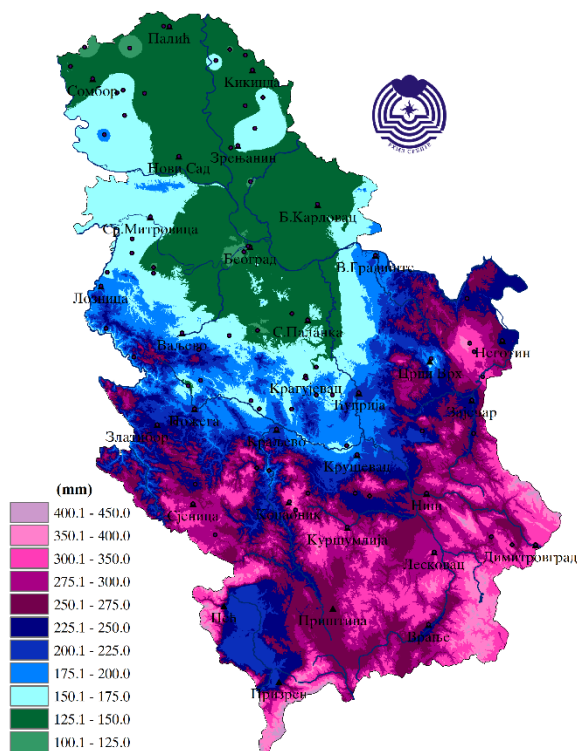 Палић
Кикинда
Сомбор
Зрењанин
Нови Сад
Б.Карловац
Ср.Митровица
Београд
В.Градиште
Лозница
С.Паланка
Ваљево
Неготин
Црни Врх
Крагујевац
Ћуприја
Зајечар
Пожега
Златибор
Краљево
Крушевац
(mm)
400.1 - 450.0
350.1 - 400.0
300.1 - 350.0
275.1 - 300.0
250.1 - 275.0
225.1 - 250.0
200.1 - 225.0
175.1 - 200.0
150.1 - 175.0
125.1 - 150.0
100.1 - 125.0
Ниш
Сјеница
Копаоник
Куршумлија
Димитровград
Лесковац
Пећ
Приштина
Врање
Призрен